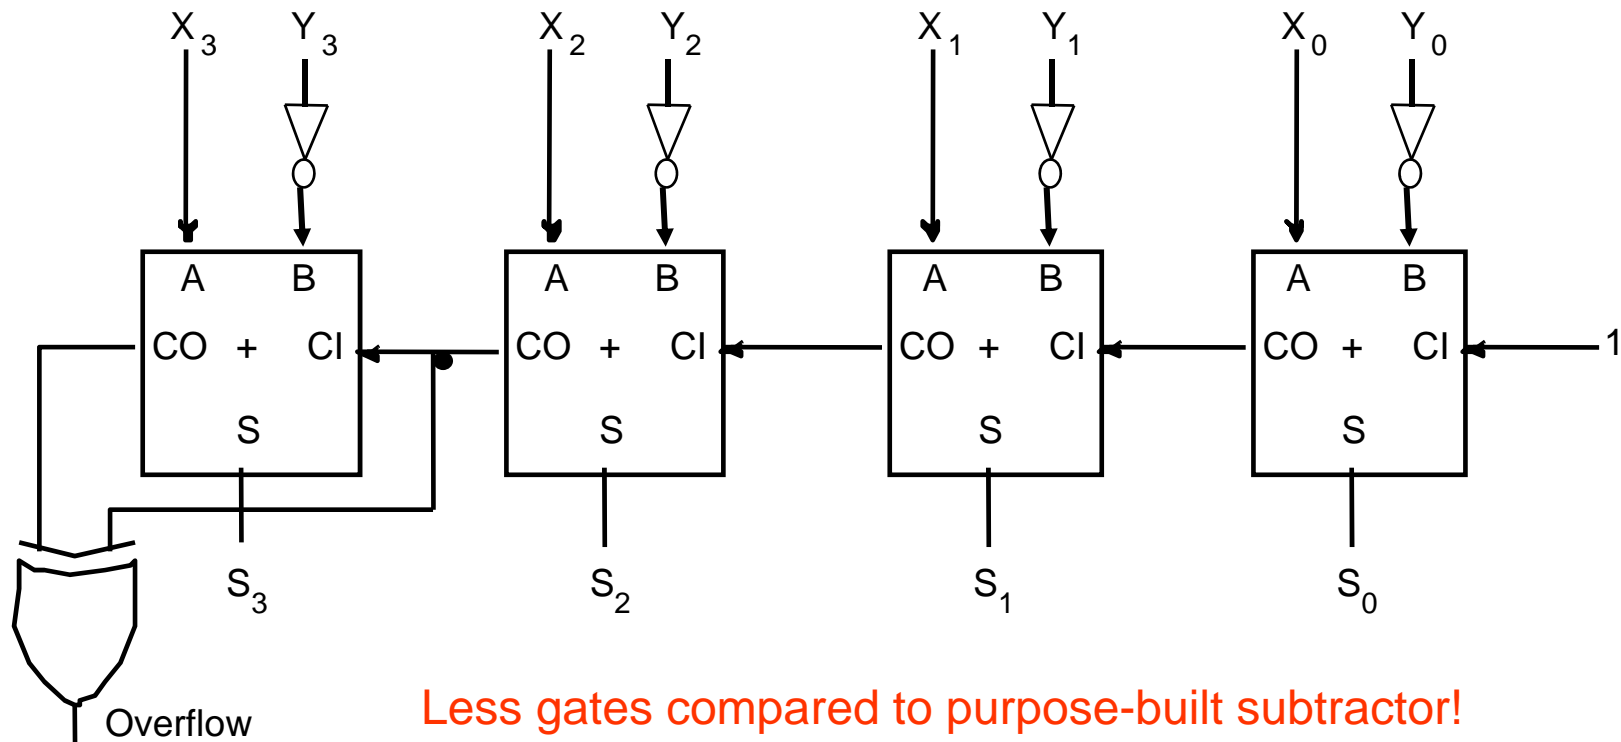 X3 Y3 X2 Y2 X1 Y1 X0 Y0
A B A B A B A B
CO + CI CO + CI CO + CI CO + CI 1
S S S S
S3 S2 S1 S0
Overflow
Less gates compared to purpose-built subtractor!